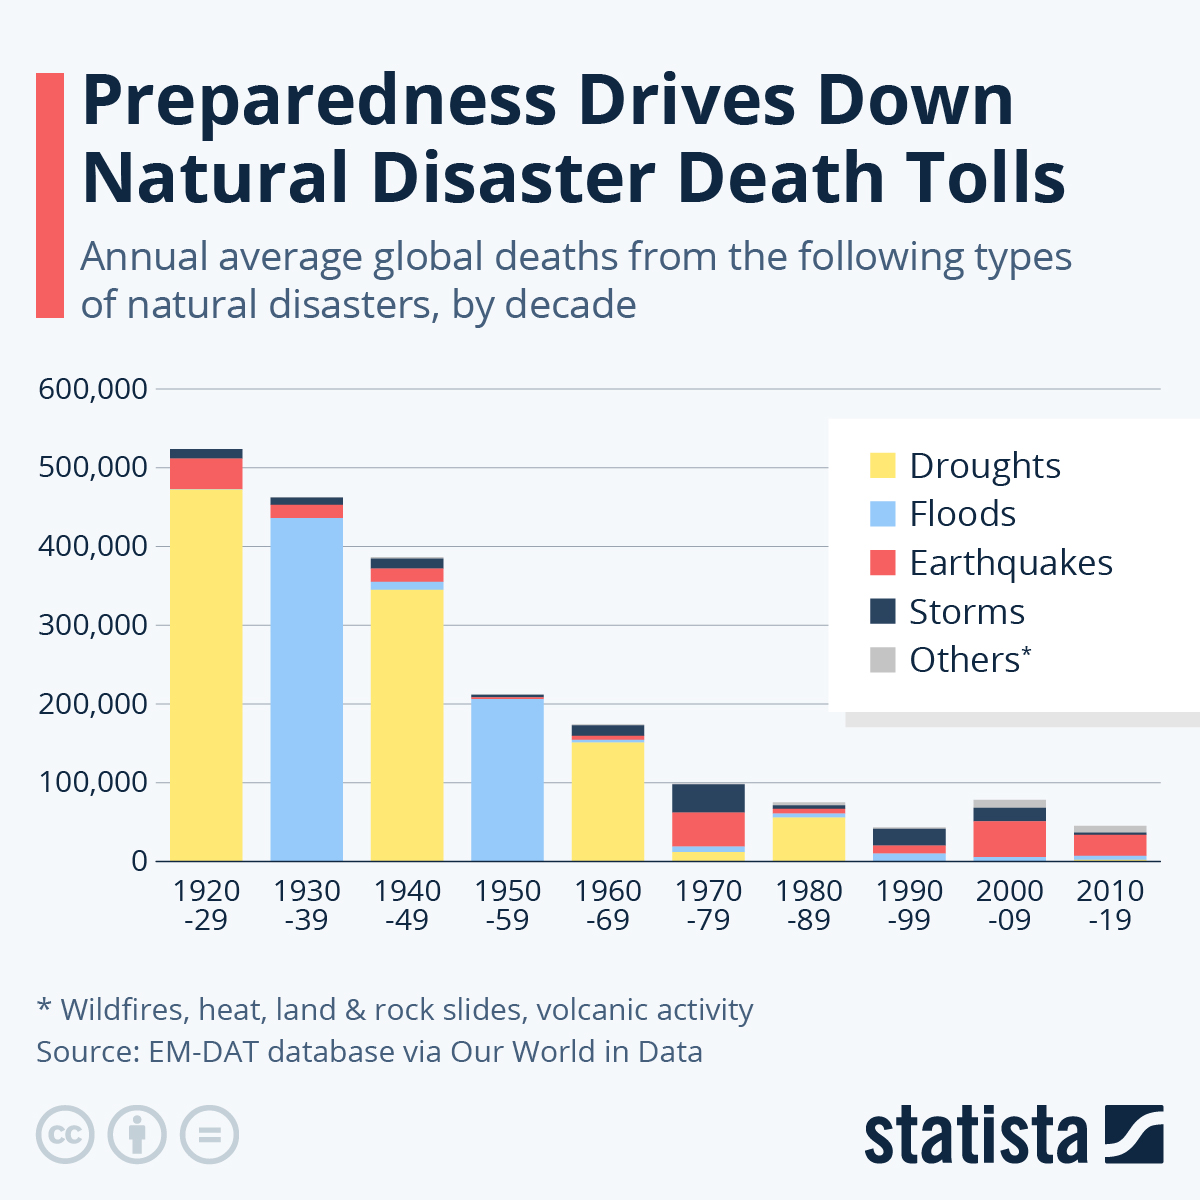 Preparedness Drives Down
Natural Disaster Death Tolls
Annual average global deaths from the following types
of natural disasters, by decade
600,000
500,000
400,000
300,000
200,000
100,000
0
Droughts
Floods
Earthquakes
Storms
Others*
1920
-29
1930
-39
1940
-49
1950
-59
1960
-69
1970
-79
1980
-89
1990
-99
2000
-09
2010
-19
* Wildfires, heat, land & rock slides, volcanic activity
Source: EM-DAT database via Our World in Data
cc
statista